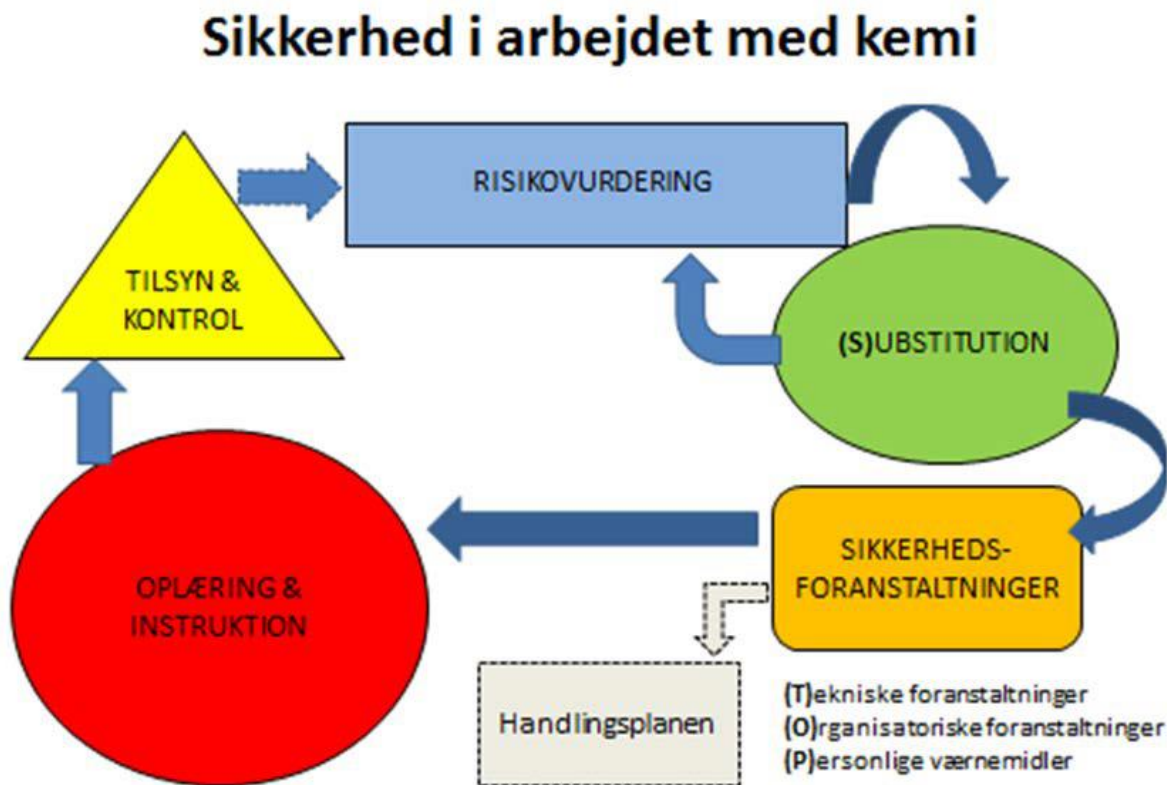 Sikkerhed i arbejdet med kemi
RISIKOVURDERING
TILSYN &
KONTROL
(S)UBSTITUTION
SIKKERHEDS-
FORANSTALTNINGER
OPLÆRING &
INSTRUKTION
Handlingsplanen
(T)ekniske foranstaltninger
(O)rganisatoriske foranstaltninger
(P)ersonlige værnemidler